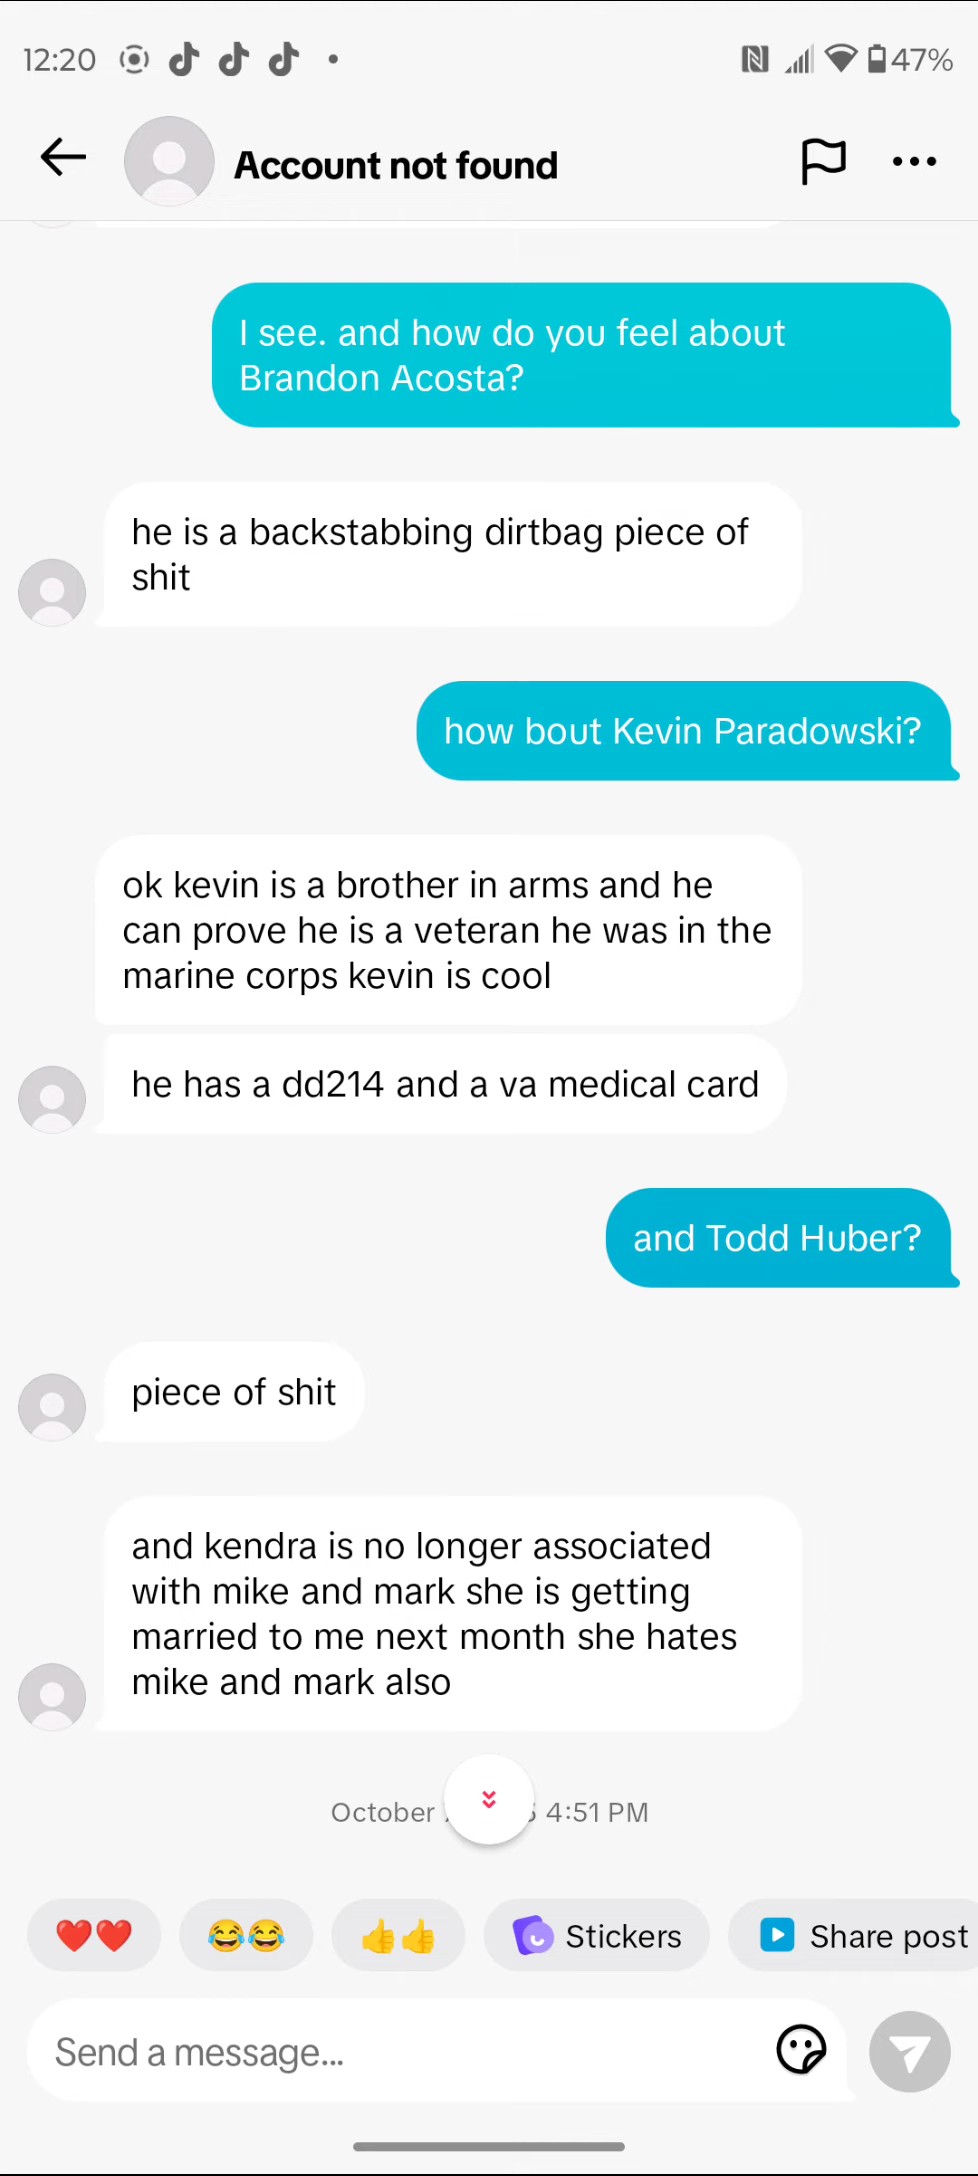 12:20
47%
Account not found
I see. and how do you feel about
Brandon Acosta?
he is a backstabbing dirtbag piece of
shit
how bout Kevin Paradowski?
ok kevin is a brother in arms and he
can prove he is a veteran he was in the
marine corps kevin is cool
he has a dd214 and a va medical card
and Todd Huber?
piece of shit
and kendra is no longer associated
with mike and mark she is getting
married to me next month she hates
mike and mark also
October 4:51 PM
❤️❤️
😂😂
👍👍
Stickers
Share post
Send a message...